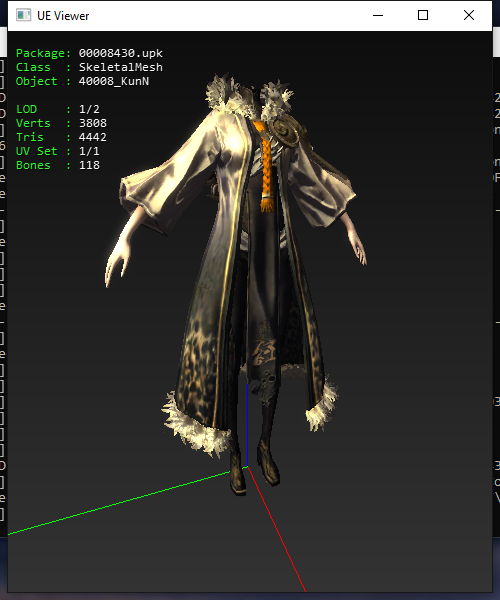 UE Viewer
Package: 00008430.upk
Class : SkeletalMesh
Object : 40008_KunN
LOD : 1/2
Verts : 3808
Tris : 4442
UV Set : 1/1
Bones : 118